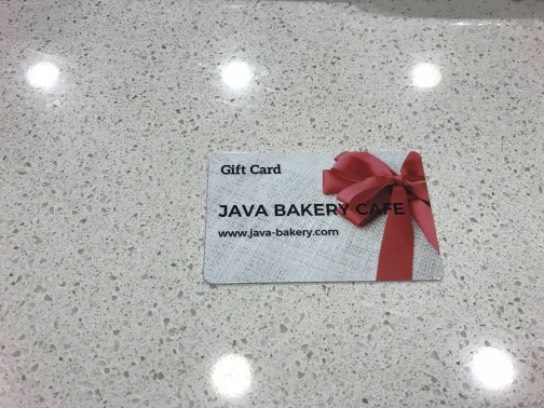 Gift Card
JAVA BAKERY CAFE
www.java-bakery.com